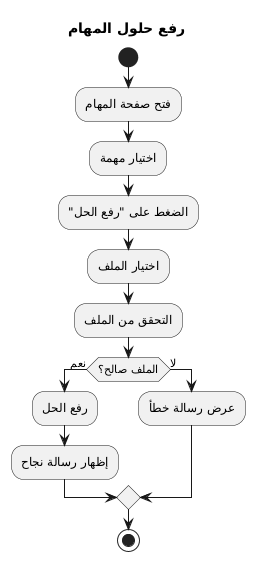 رفع حلول المهام
فتح صفحة المهام
اختيار مهمة
الضغط على "رفع الحل"
اختيار الملف
التحقق من الملف
الملف صالح؟
نعم
لا
رفع الحل
عرض رسالة خطأ
إظهار رسالة نجاح